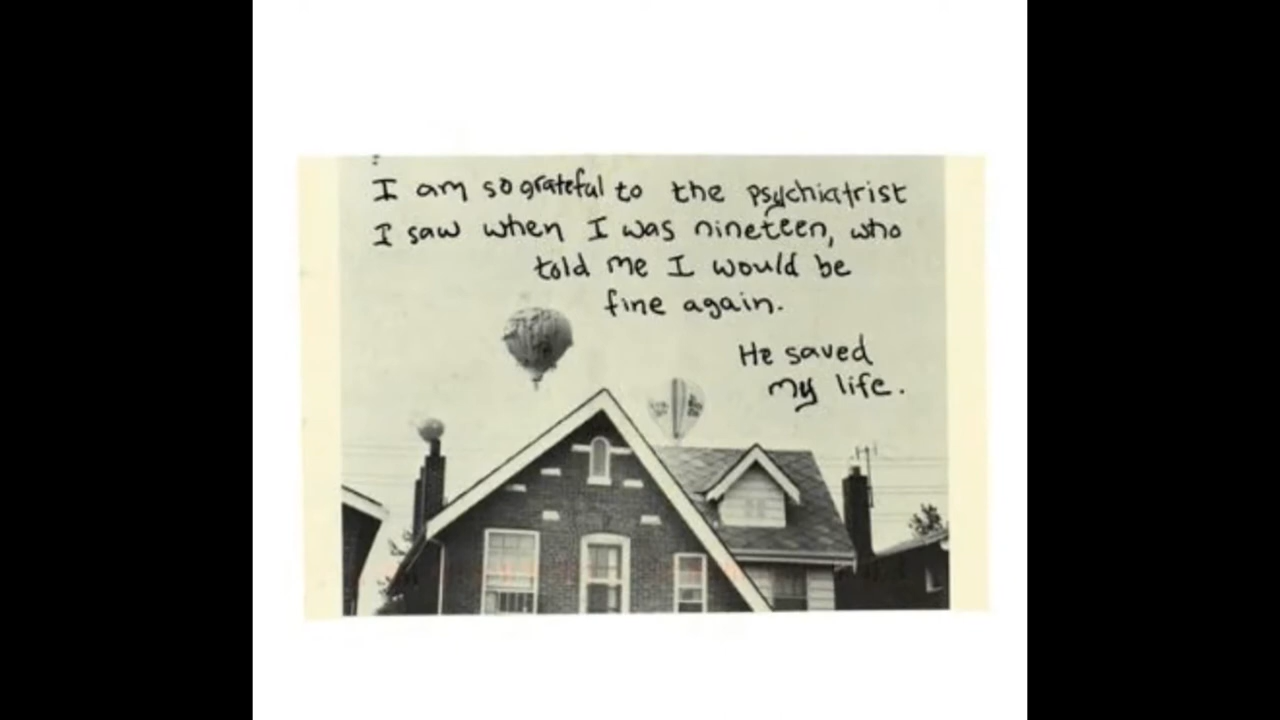 I am so grateful to the psychiatrist
I saw when I was nineteen, who
told me I would be
fine again.
He saved
my life.